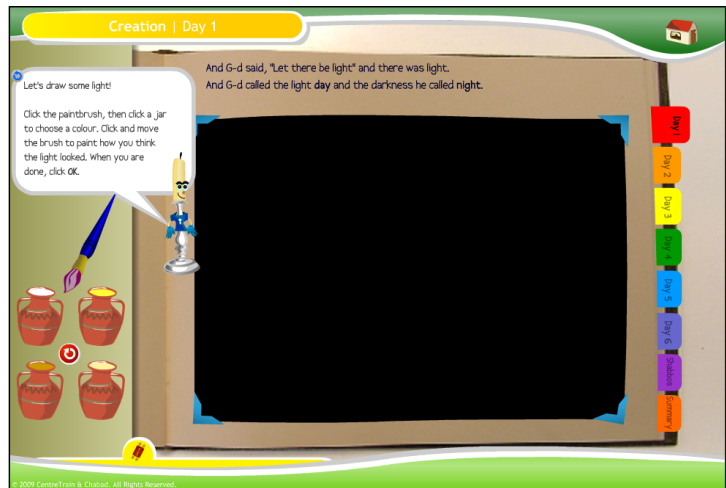 Creation | Day 1
And G-d said, "Let there be light" and there was light.
And G-d called the light day and the darkness he called night.
Let's draw some light!
Click the paintbrush, then click a jar
to choose a colour. Click and move
the brush to paint how you think
the light looked. When you are
done, click OK.
Day 1
Day 2
Day 3
Day 4
Day 5
Day 6
Shabbos
Summary
© 2009 CentreTrain & Chabad. All Rights Reserved.